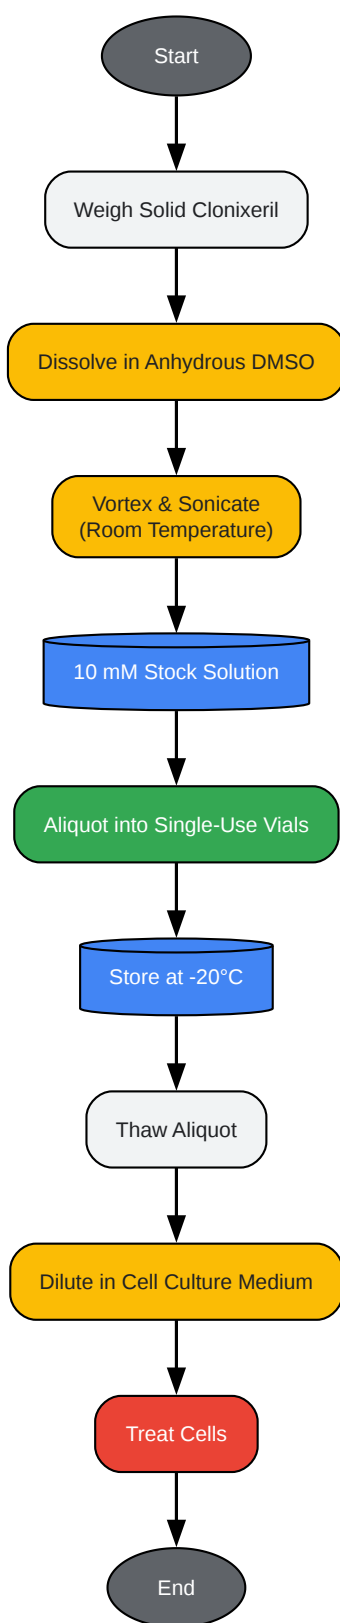 Start
Weigh Solid Clonixeril
Dissolve in Anhydrous DMSO
Vortex & Sonicate
(Room Temperature)
10 mM Stock Solution
Aliquot into Single-Use Vials
Store at -20°C
Thaw Aliquot
Dilute in Cell Culture Medium
Treat Cells
End